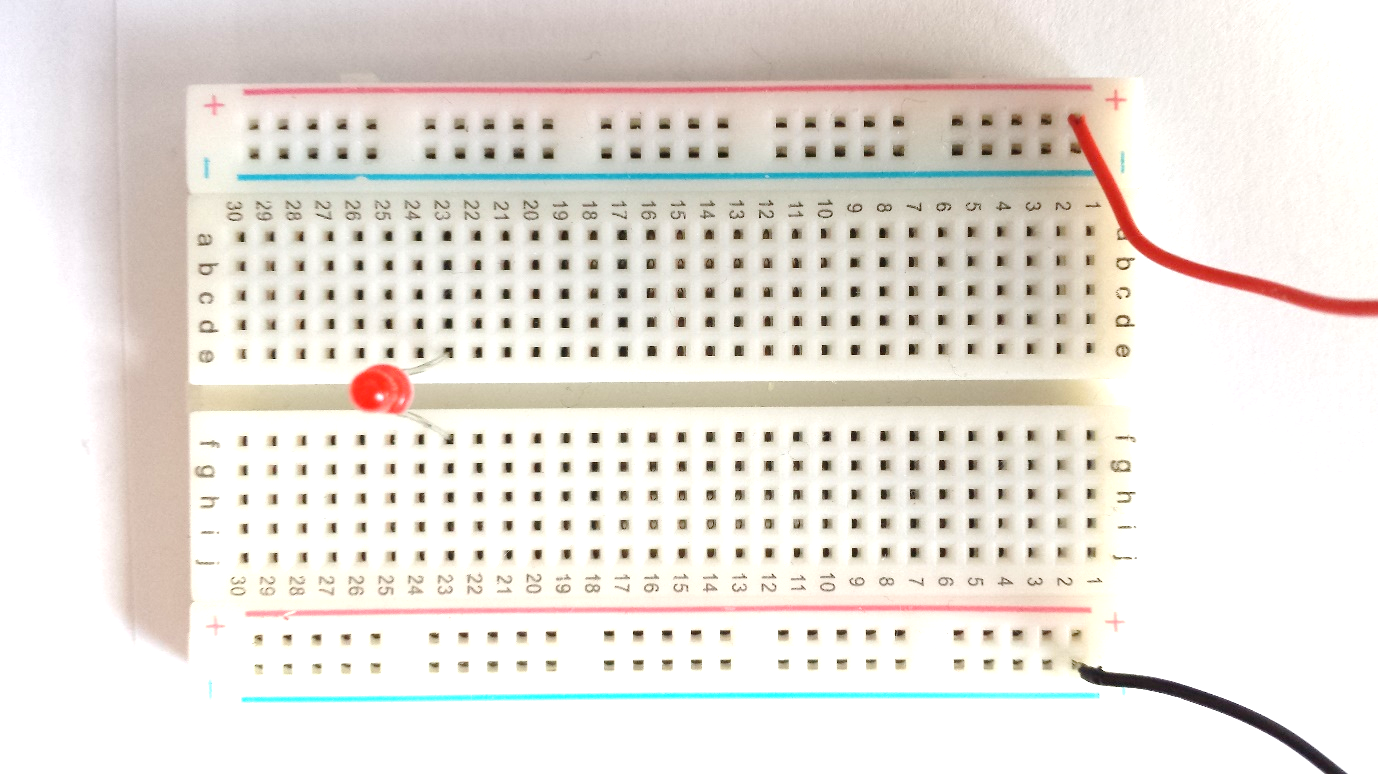 + +
− −
30 29 28 27 26 25 24 23 22 21 20 19 18 17 16 15 14 13 12 11 10 9 8 7 6 5 4 3 2 1
a a
b b
c c
d d
e e
f f
g g
h h
i i
j j
30 29 28 27 26 25 24 23 22 21 20 19 18 17 16 15 14 13 12 11 10 9 8 7 6 5 4 3 2 1
+ +
− −